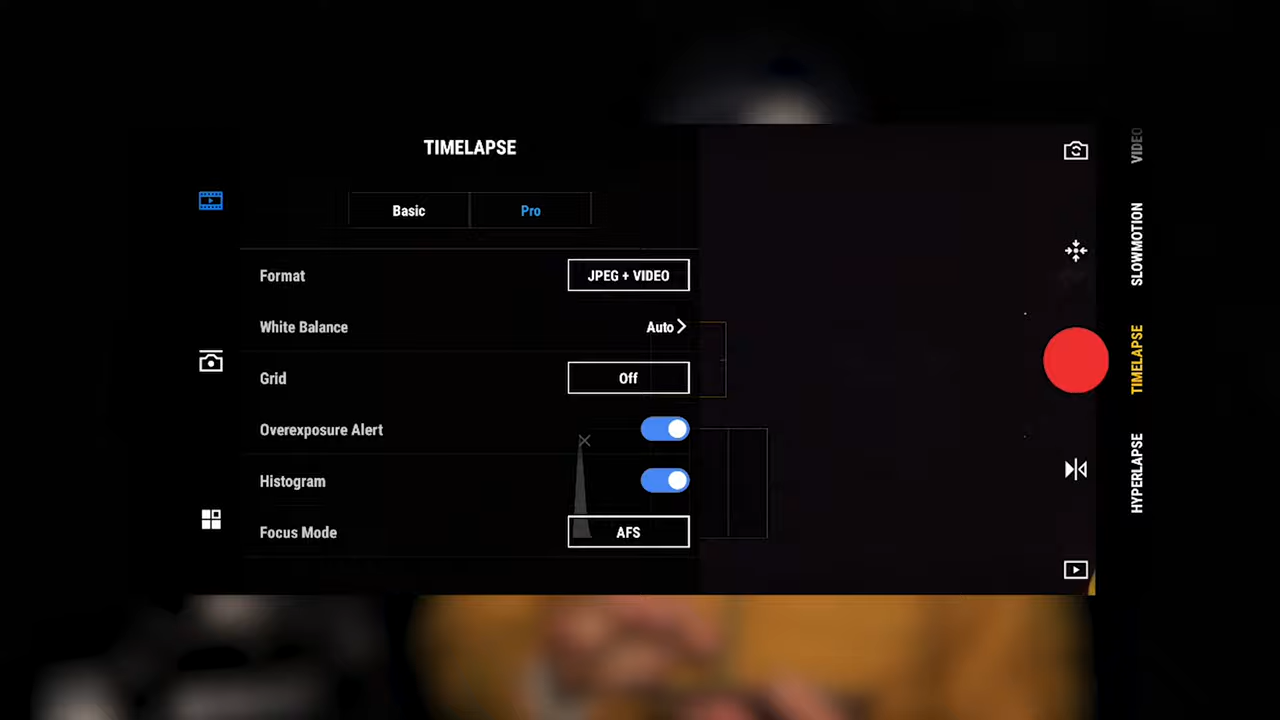 TIMELAPSE
Basic
Pro
Format
JPEG + VIDEO
White Balance
Auto
Grid
Off
Overexposure Alert
Histogram
Focus Mode
AFS
VIDEO
SLOWMOTION
TIMELAPSE
HYPERLAPSE